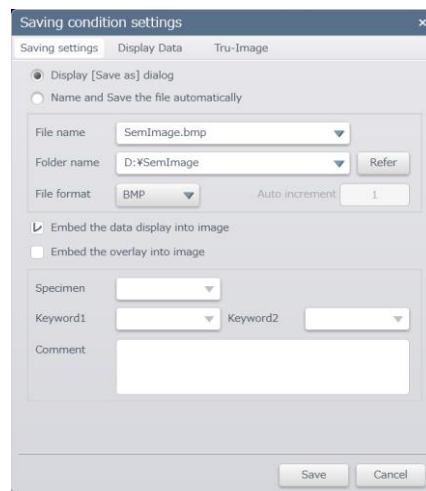 Saving condition settings ×
Saving settings Display Data Tru-Image
Display [Save as] dialog
Name and Save the file automatically
File name SemImage.bmp
Folder name D:¥SemImage Refer
File format BMP Auto increment 1
Embed the data display into image
Embed the overlay into image
Specimen
Keyword1 Keyword2
Comment
Save Cancel